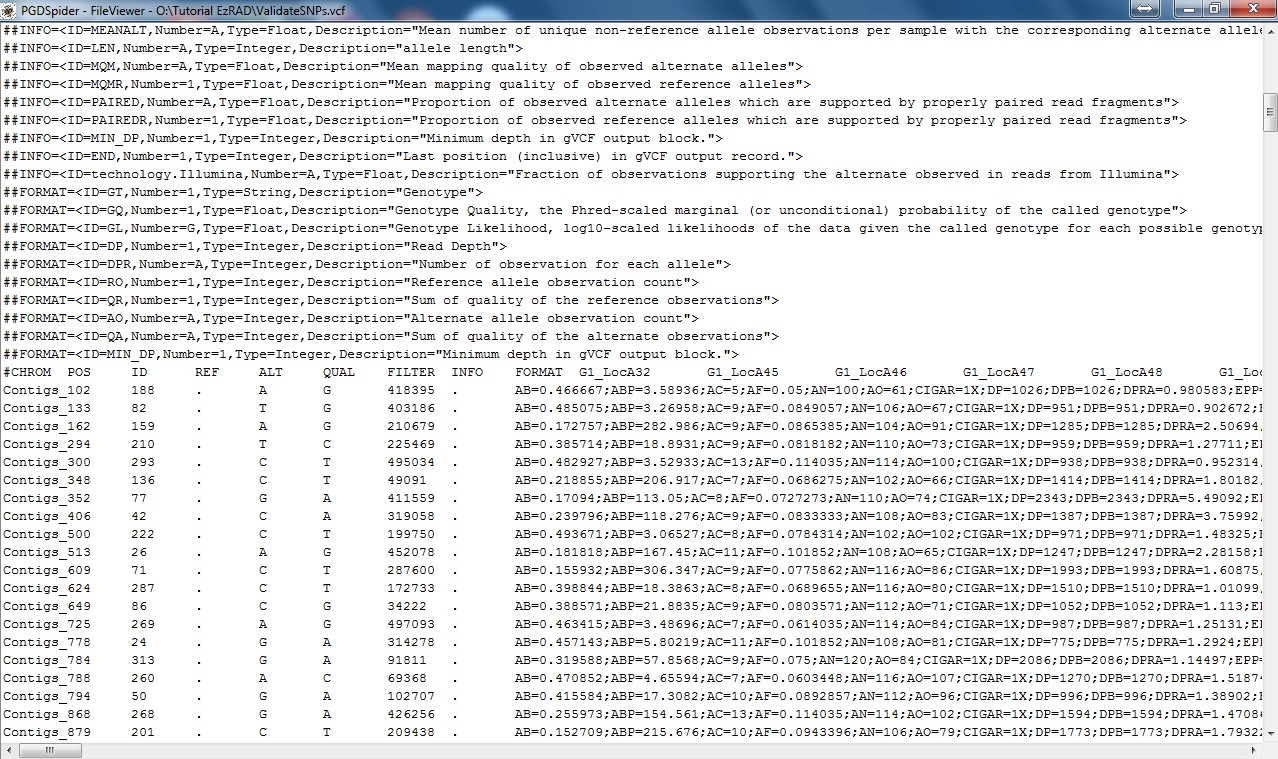 PGDSpider - FileViewer - O:\Tutorial EzRAD\ValidateSNPs.vcf
##INFO=<ID=MEANALT,Number=A,Type=Float,Description="Mean number of unique non-reference allele observations per sample with the corresponding alternate allele
##INFO=<ID=LEN,Number=A,Type=Integer,Description="allele length">
##INFO=<ID=MQM,Number=A,Type=Float,Description="Mean mapping quality of observed alternate alleles">
##INFO=<ID=MQMR,Number=1,Type=Float,Description="Mean mapping quality of observed reference alleles">
##INFO=<ID=PAIRED,Number=A,Type=Float,Description="Proportion of observed alternate alleles which are supported by properly paired read fragments">
##INFO=<ID=PAIREDR,Number=1,Type=Float,Description="Proportion of observed reference alleles which are supported by properly paired read fragments">
##INFO=<ID=MIN_DP,Number=1,Type=Integer,Description="Minimum depth in gVCF output block.">
##INFO=<ID=END,Number=1,Type=Integer,Description="Last position (inclusive) in gVCF output record.">
##INFO=<ID=technology.Illumina,Number=A,Type=Float,Description="Fraction of observations supporting the alternate observed in reads from Illumina">
##FORMAT=<ID=GT,Number=1,Type=String,Description="Genotype">
##FORMAT=<ID=GQ,Number=1,Type=Float,Description="Genotype Quality, the Phred-scaled marginal (or unconditional) probability of the called genotype">
##FORMAT=<ID=GL,Number=G,Type=Float,Description="Genotype Likelihood, log10-scaled likelihoods of the data given the called genotype for each possible genotyp
##FORMAT=<ID=DP,Number=1,Type=Integer,Description="Read Depth">
##FORMAT=<ID=DPR,Number=A,Type=Integer,Description="Number of observation for each allele">
##FORMAT=<ID=RO,Number=1,Type=Integer,Description="Reference allele observation count">
##FORMAT=<ID=QR,Number=1,Type=Integer,Description="Sum of quality of the reference observations">
##FORMAT=<ID=AO,Number=A,Type=Integer,Description="Alternate allele observation count">
##FORMAT=<ID=QA,Number=A,Type=Integer,Description="Sum of quality of the alternate observations">
##FORMAT=<ID=MIN_DP,Number=1,Type=Integer,Description="Minimum depth in gVCF output block.">
#CHROM POS ID REF ALT QUAL FILTER INFO FORMAT G1_LocA32 G1_LocA45 G1_LocA46 G1_LocA47 G1_LocA48 G1_Loc
Contigs_102 188 . A G 418395 . AB=0.466667;ABP=3.58936;AC=5;AF=0.05;AN=100;AO=61;CIGAR=1X;DP=1026;DPB=1026;DPRA=0.980583;EPP=
Contigs_133 82 . T G 403186 . AB=0.485075;ABP=3.26958;AC=9;AF=0.0849057;AN=106;AO=67;CIGAR=1X;DP=951;DPB=951;DPRA=0.902672;E
Contigs_162 159 . A G 210679 . AB=0.172757;ABP=282.986;AC=9;AF=0.0865385;AN=104;AO=91;CIGAR=1X;DP=1285;DPB=1285;DPRA=2.50694
Contigs_294 210 . T C 225469 . AB=0.385714;ABP=18.8931;AC=9;AF=0.0818182;AN=110;AO=73;CIGAR=1X;DP=959;DPB=959;DPRA=1.27711;E
Contigs_300 293 . C T 495034 . AB=0.482927;ABP=3.52933;AC=13;AF=0.114035;AN=114;AO=100;CIGAR=1X;DP=938;DPB=938;DPRA=0.952314
Contigs_348 136 . C T 49091 . AB=0.218855;ABP=206.917;AC=7;AF=0.0686275;AN=102;AO=66;CIGAR=1X;DP=1414;DPB=1414;DPRA=1.80182
Contigs_352 77 . G A 411559 . AB=0.17094;ABP=113.05;AC=8;AF=0.0727273;AN=110;AO=74;CIGAR=1X;DP=2343;DPB=2343;DPRA=5.49092;E
Contigs_406 42 . C A 319058 . AB=0.239796;ABP=118.276;AC=9;AF=0.0833333;AN=108;AO=83;CIGAR=1X;DP=1387;DPB=1387;DPRA=3.75992
Contigs_500 222 . C T 199750 . AB=0.493671;ABP=3.06527;AC=8;AF=0.0784314;AN=102;AO=102;CIGAR=1X;DP=971;DPB=971;DPRA=1.48325;E
Contigs_513 26 . A G 452078 . AB=0.181818;ABP=167.45;AC=11;AF=0.101852;AN=108;AO=65;CIGAR=1X;DP=1247;DPB=1247;DPRA=2.28158;E
Contigs_609 71 . C T 287600 . AB=0.155932;ABP=306.347;AC=9;AF=0.0775862;AN=116;AO=86;CIGAR=1X;DP=1993;DPB=1993;DPRA=1.60875
Contigs_624 287 . C T 172733 . AB=0.398844;ABP=18.3863;AC=8;AF=0.0689655;AN=116;AO=80;CIGAR=1X;DP=1510;DPB=1510;DPRA=1.01099
Contigs_649 86 . C G 34222 . AB=0.388571;ABP=21.8835;AC=9;AF=0.0803571;AN=112;AO=71;CIGAR=1X;DP=1052;DPB=1052;DPRA=1.113;E
Contigs_725 269 . A G 497093 . AB=0.463415;ABP=3.48696;AC=7;AF=0.0614035;AN=114;AO=84;CIGAR=1X;DP=987;DPB=987;DPRA=1.25131;E
Contigs_778 24 . G A 314278 . AB=0.457143;ABP=5.80219;AC=11;AF=0.101852;AN=108;AO=81;CIGAR=1X;DP=775;DPB=775;DPRA=1.2924;E
Contigs_784 313 . G A 91811 . AB=0.319588;ABP=57.8568;AC=9;AF=0.075;AN=120;AO=84;CIGAR=1X;DP=2086;DPB=2086;DPRA=1.14497;EPP=
Contigs_788 260 . A C 69368 . AB=0.470852;ABP=4.65594;AC=7;AF=0.0603448;AN=116;AO=107;CIGAR=1X;DP=1270;DPB=1270;DPRA=1.5187
Contigs_794 50 . G A 102707 . AB=0.415584;ABP=17.3082;AC=10;AF=0.0892857;AN=112;AO=96;CIGAR=1X;DP=996;DPB=996;DPRA=1.38902;E
Contigs_868 268 . G A 426256 . AB=0.255973;ABP=154.561;AC=13;AF=0.114035;AN=114;AO=102;CIGAR=1X;DP=1594;DPB=1594;DPRA=1.4708
Contigs_879 201 . C T 209438 . AB=0.152709;ABP=215.676;AC=10;AF=0.0943396;AN=106;AO=79;CIGAR=1X;DP=1773;DPB=1773;DPRA=1.7932